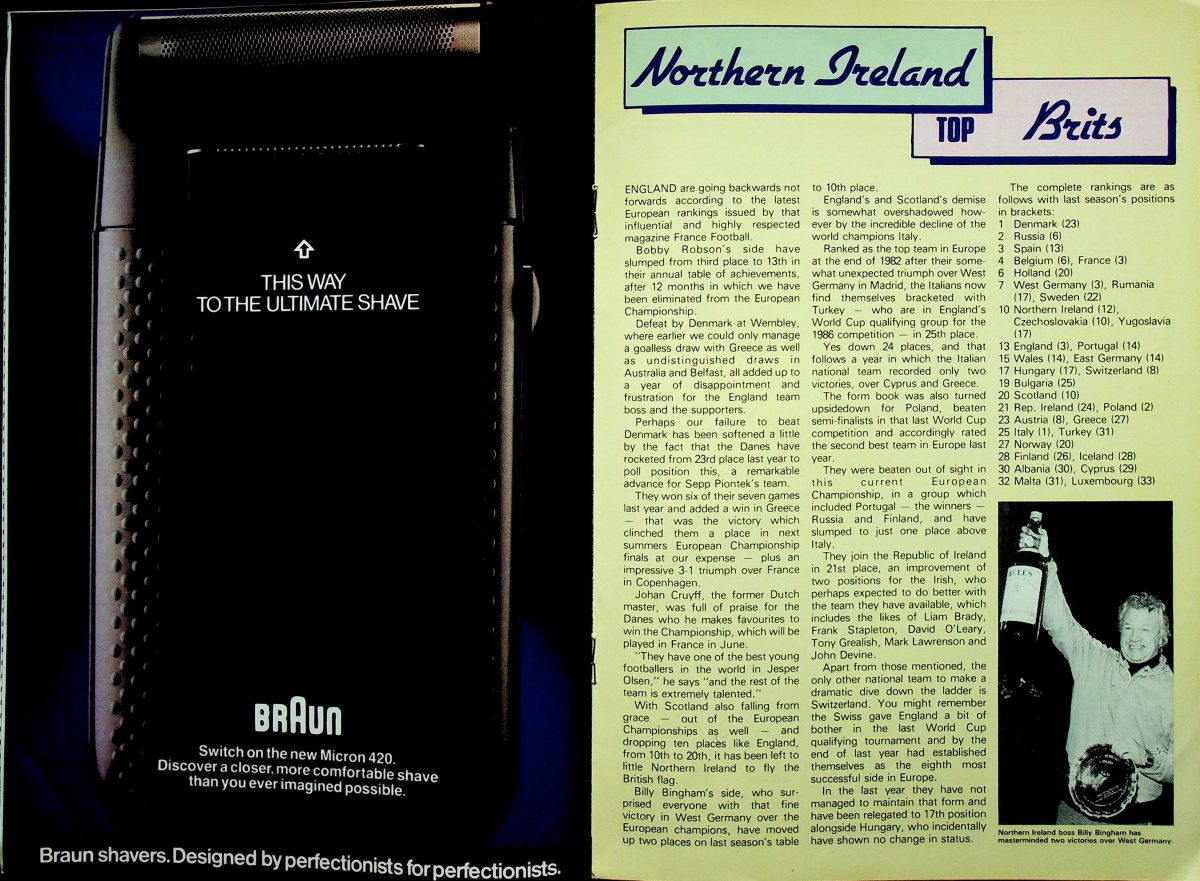 THIS WAY
TO THE ULTIMATE SHAVE
BRAUN
Switch on the new Micron 420.
Discover a closer, more comfortable shave
than you ever imagined possible.
Braun shavers. Designed by perfectionists for perfectionists.
Northern Ireland
TOP Brits
ENGLAND are going backwards not
forwards according to the latest
European rankings issued by that
influential and highly respected
magazine France Football.
Bobby Robson's side have
slumped from third place to 13th in
their annual table of achievements,
after 12 months in which we have
been eliminated from the European
Championship.
Defeat by Denmark at Wembley,
where earlier we could only manage
a goalless draw with Greece as well
as undistinguished draws in
Australia and Belfast, all added up to
a year of disappointment and
frustration for the England team
boss and the supporters.
Perhaps our failure to beat
Denmark has been softened a little
by the fact that the Danes have
rocketed from 23rd place last year to
poll position this, a remarkable
advance for Sepp Piontek's team.
They won six of their seven games
last year and added a win in Greece
— that was the victory which
clinched them a place in next
summers European Championship
finals at our expense — plus an
impressive 3-1 triumph over France
in Copenhagen.
Johan Cruyff, the former Dutch
master, was full of praise for the
Danes who he makes favourites to
win the Championship, which will be
played in France in June.
"They have one of the best young
footballers in the world in Jesper
Olsen," he says "and the rest of the
team is extremely talented."
With Scotland also falling from
grace — out of the European
Championships as well — and
dropping ten places like England,
from 10th to 20th, it has been left to
little Northern Ireland to fly the
British flag.
Billy Bingham's side, who sur-
prised everyone with that fine
victory in West Germany over the
European champions, have moved
up two places on last season's table
to 10th place.
England's and Scotland's demise
is somewhat overshadowed how-
ever by the incredible decline of the
world champions Italy.
Ranked as the top team in Europe
at the end of 1982 after their some-
what unexpected triumph over West
Germany in Madrid, the Italians now
find themselves bracketed with
Turkey — who are in England's
World Cup qualifying group for the
1986 competition — in 25th place.
Yes down 24 places, and that
follows a year in which the Italian
national team recorded only two
victories, over Cyprus and Greece.
The form book was also turned
upsidedown for Poland, beaten
semi-finalists in that last World Cup
competition and accordingly rated
the second best team in Europe last
year.
They were beaten out of sight in
this current European
Championship, in a group which
included Portugal — the winners —
Russia and Finland, and have
slumped to just one place above
Italy.
They join the Republic of Ireland
in 21st place, an improvement of
two positions for the Irish, who
perhaps expected to do better with
the team they have available, which
includes the likes of Liam Brady,
Frank Stapleton, David O'Leary,
Tony Grealish, Mark Lawrenson and
John Devine.
Apart from those mentioned, the
only other national team to make a
dramatic dive down the ladder is
Switzerland. You might remember
the Swiss gave England a bit of
bother in the last World Cup
qualifying tournament and by the
end of last year had established
themselves as the eighth most
successful side in Europe.
In the last year they have not
managed to maintain that form and
have been relegated to 17th position
alongside Hungary, who incidentally
have shown no change in status.
The complete rankings are as
follows with last season's positions
in brackets:
1 Denmark (23)
2 Russia (6)
3 Spain (13)
4 Belgium (6), France (3)
6 Holland (20)
7 West Germany (3), Rumania
(17), Sweden (22)
10 Northern Ireland (12),
Czechoslovakia (10), Yugoslavia
(17)
13 England (3), Portugal (14)
15 Wales (14), East Germany (14)
17 Hungary (17), Switzerland (8)
19 Bulgaria (25)
20 Scotland (10)
21 Rep. Ireland (24), Poland (2)
23 Austria (8), Greece (27)
25 Italy (1), Turkey (31)
27 Norway (20)
28 Finland (26), Iceland (28)
30 Albania (30), Cyprus (29)
32 Malta (31), Luxembourg (33)
Northern Ireland boss Billy Bingham has
masterminded two victories over West Germany.